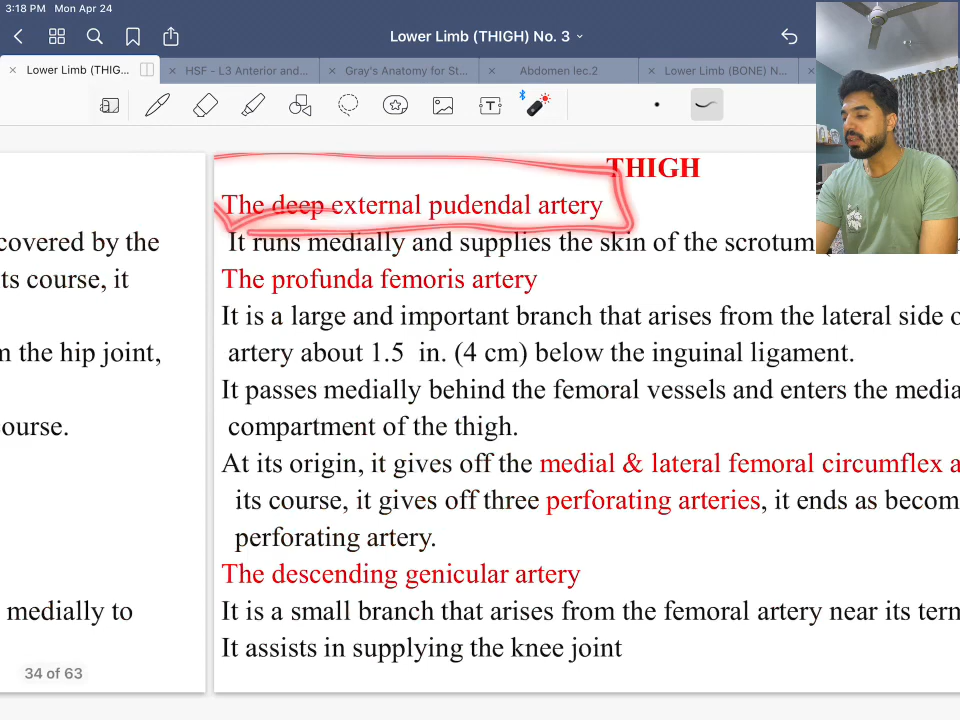 3:18 PM Mon Apr 24
Lower Limb (THIGH) No. 3
Lower Limb (THIG...
HSF - L3 Anterior and...
Gray's Anatomy for St...
Abdomen lec.2
Lower Limb (BONE) N...
T
covered by the
ts course, it
m the hip joint,
ourse.
medially to
34 of 63
THIGH
The deep external pudendal artery
It runs medially and supplies the skin of the scrotum
The profunda femoris artery
It is a large and important branch that arises from the lateral side o
artery about 1.5 in. (4 cm) below the inguinal ligament.
It passes medially behind the femoral vessels and enters the media
compartment of the thigh.
At its origin, it gives off the medial & lateral femoral circumflex a
its course, it gives off three perforating arteries, it ends as becom
perforating artery.
The descending genicular artery
It is a small branch that arises from the femoral artery near its term
It assists in supplying the knee joint